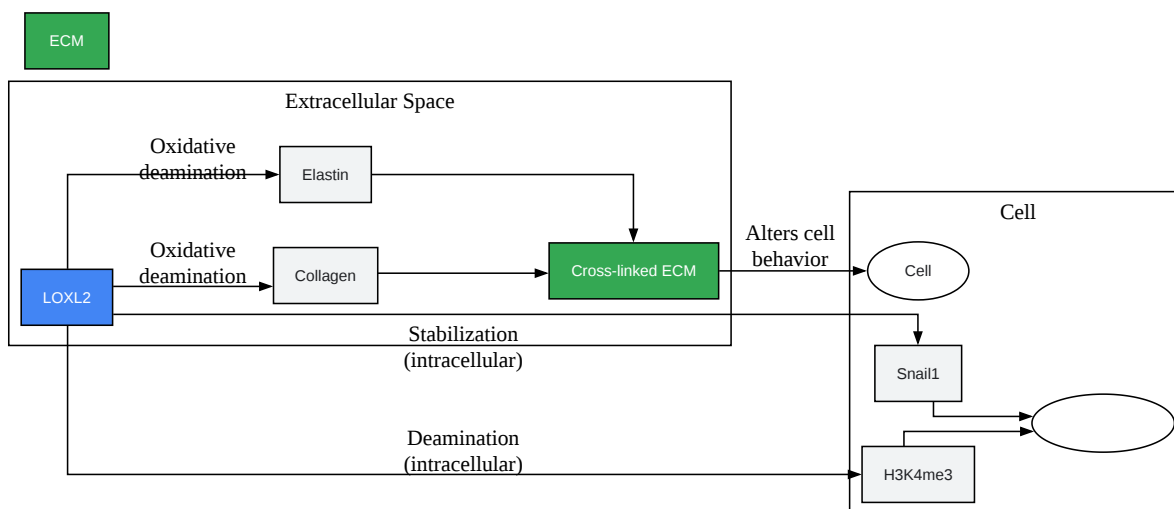 ECM
Extracellular Space
Oxidative
deamination
Elastin
Cell
Oxidative
deamination
Collagen
Cross-linked ECM
Alters cell
behavior
Cell
LOXL2
Stabilization
(intracellular)
Snail1
Deamination
(intracellular)
H3K4me3